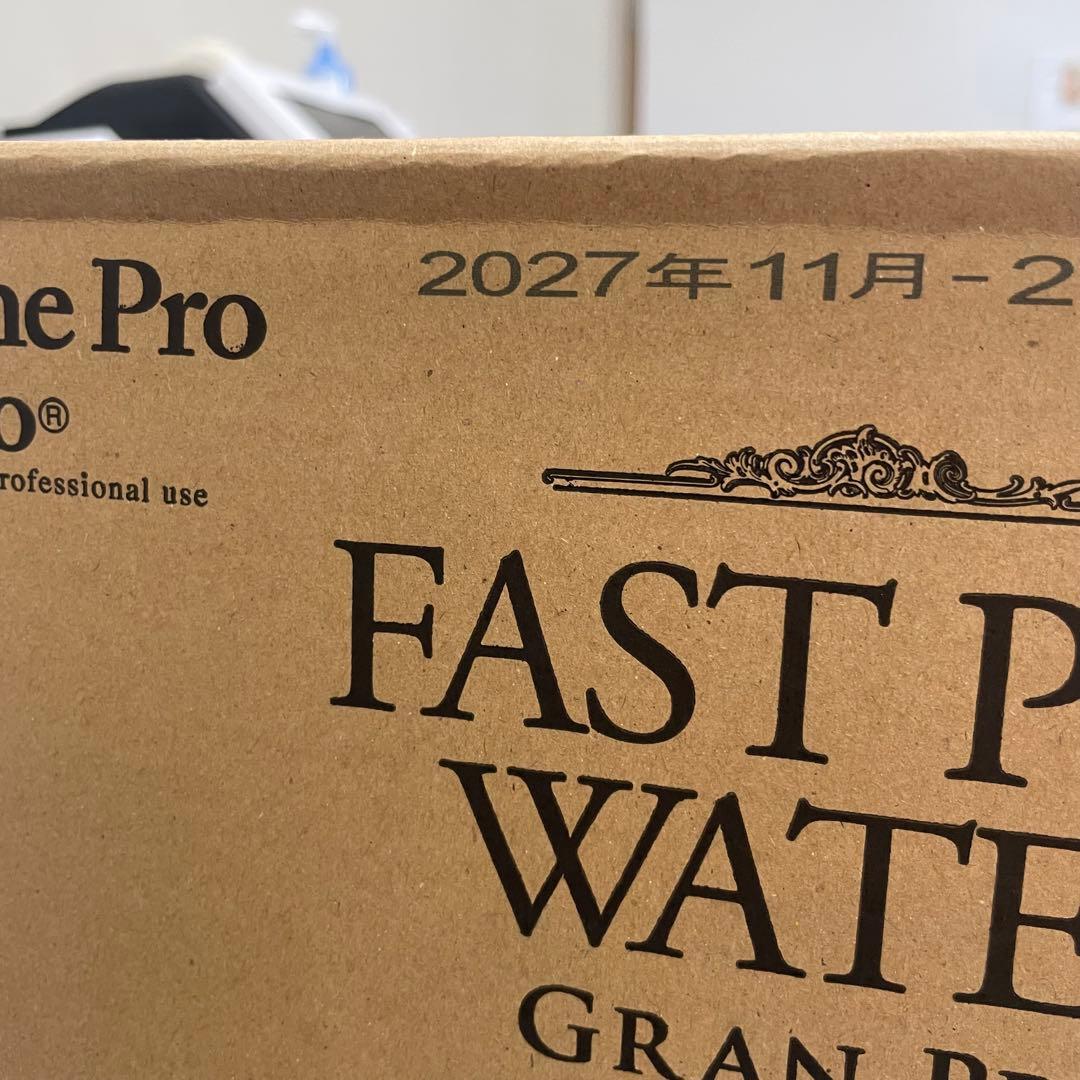 ne Pro
o®
rofessional use
2027年11月-2
FAST P
WATE
GRAN P